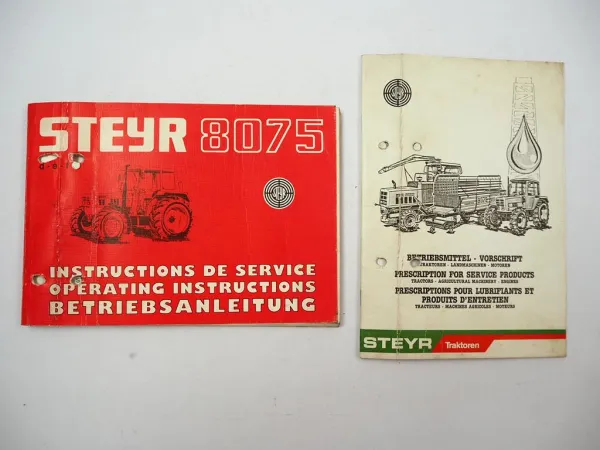 STEYR 8075
d-e-f
INSTRUCTIONS DE SERVICE
OPERATING INSTRUCTIONS
BETRIEBSANLEITUNG
BETRIEBSMITTEL - VORSCHRIFT
TRAKTOREN - LANDMASCHINEN - MOTOREN
PRESCRIPTION FOR SERVICE PRODUCTS
TRACTORS - AGRICULTURAL MACHINERY - ENGINES
PRESCRIPTIONS POUR LUBRIFIANTS ET
PRODUITS D'ENTRETIEN
TRACTEURS - MACHINES AGRICOLES - MOTEURS
STEYR Traktoren